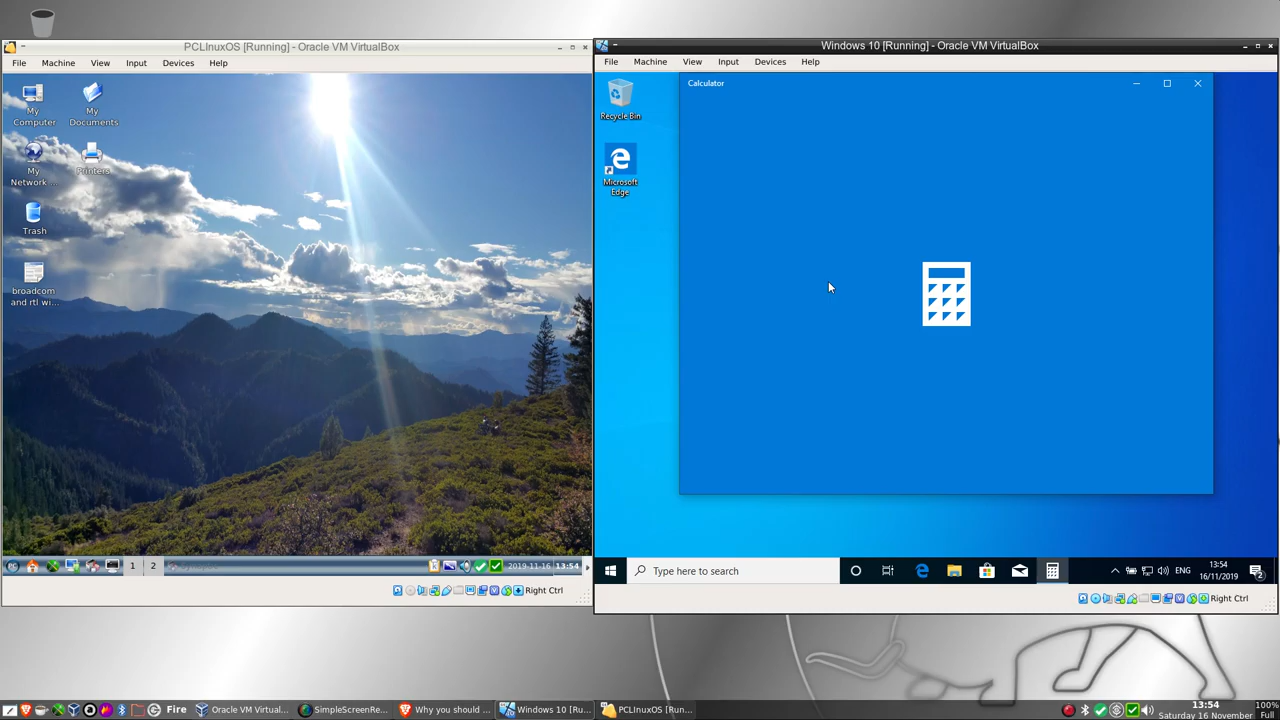 PCLInuxOS [Running] - Oracle VM VirtualBox
File Machine View Input Devices Help
My Computer
My Documents
My Network ...
Printers
Trash
broadcom and rtl wi...
1 2
2019-11-16 13:54
Right Ctrl
Windows 10 [Running] - Oracle VM VirtualBox
File Machine View Input Devices Help
Recycle Bin
Microsoft Edge
Calculator
Type here to search
ENG
13:54
16/11/2019
2
Right Ctrl
Fire
Oracle VM Virtual...
SimpleScreenRe...
Why you should ...
Windows 10 [Ru...
PCLInuxOS [Run...
13:54
Saturday 16 November
100%
Full